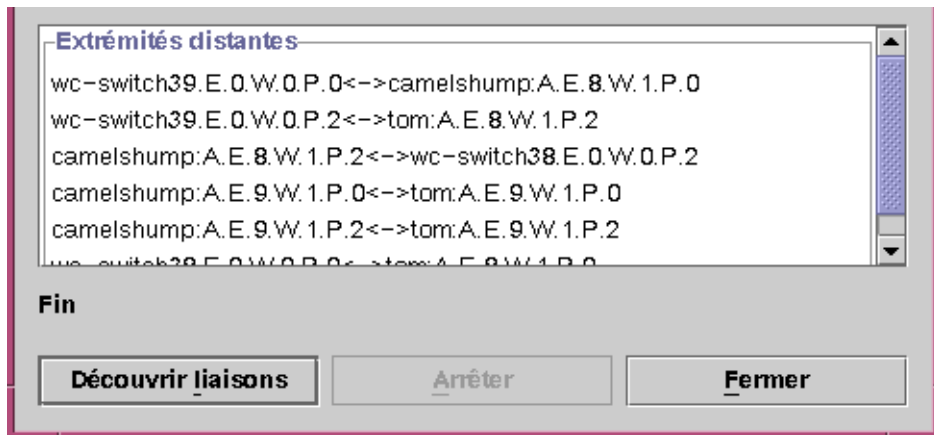 Extrémités distantes
wc-switch39.E.0.W.0.P.0<->camelshump:A.E.8.W.1.P.0
wc-switch39.E.0.W.0.P.2<->tom:A.E.8.W.1.P.2
camelshump:A.E.8.W.1.P.2<->wc-switch38.E.0.W.0.P.2
camelshump:A.E.9.W.1.P.0<->tom:A.E.9.W.1.P.0
camelshump:A.E.9.W.1.P.2<->tom:A.E.9.W.1.P.2
Fin
Découvrir liaisons Arrêter Fermer